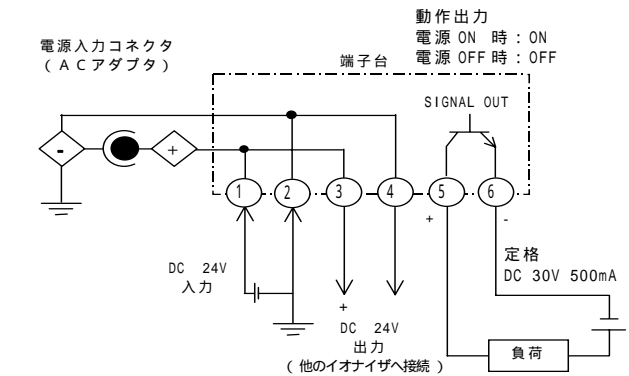 動作出力
電源 ON 時：ON
電源 OFF 時：OFF
電源入力コネクタ
（ACアダプタ）
端子台
SIGNAL OUT
-
+
1
2
3
4
5
6
+
-
DC 24V
入力
+
DC 24V
出力
（他のイオナイザへ接続）
定格
DC 30V 500mA
負荷